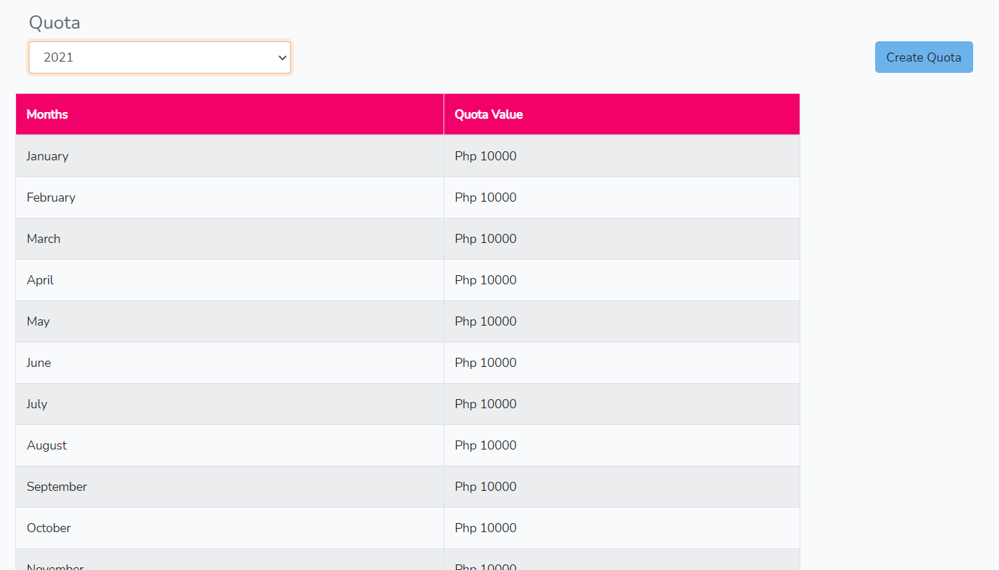 Quota
2021
Create Quota
Months Quota Value
January Php 10000
February Php 10000
March Php 10000
April Php 10000
May Php 10000
June Php 10000
July Php 10000
August Php 10000
September Php 10000
October Php 10000
November Php 10000